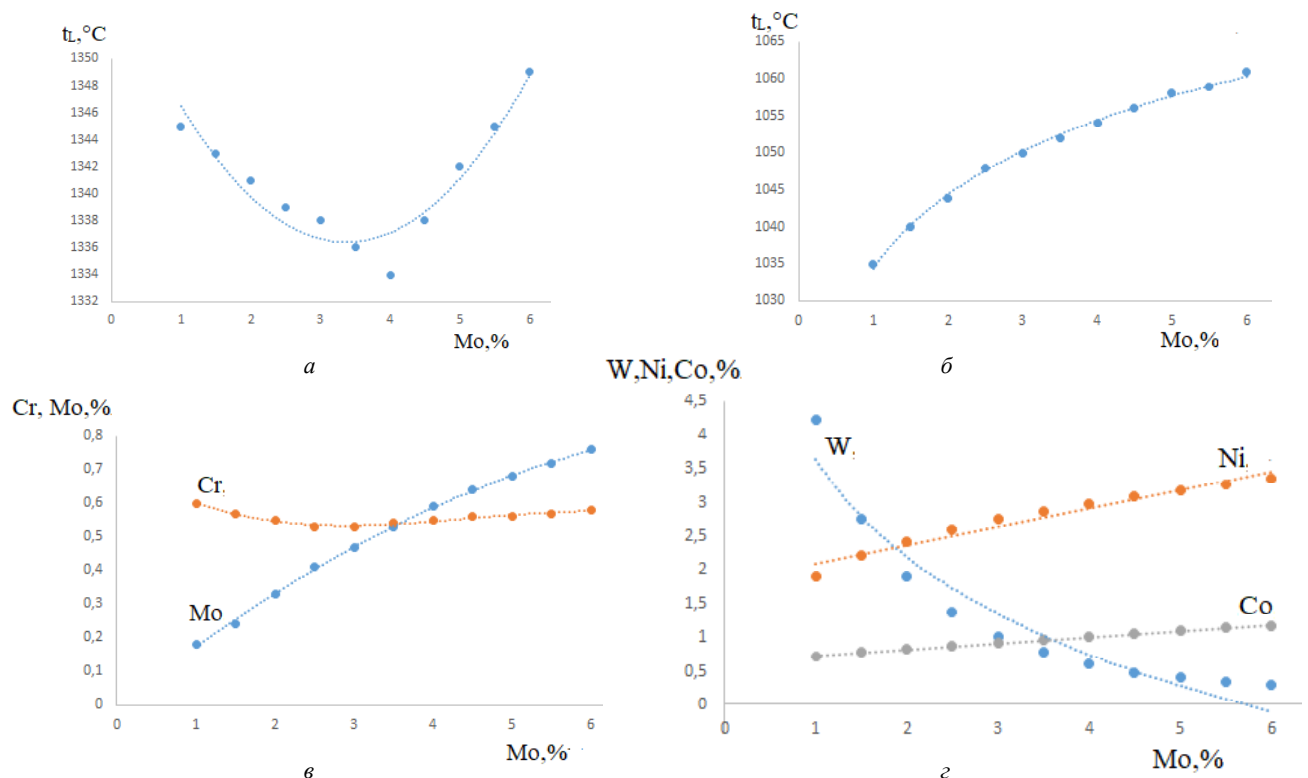 tL,°C
1350
1348
1346
1344
1342
1340
1338
1336
1334
1332
0 1 2 3 4 5 6
Mo,%
а
tL,°C
1065
1060
1055
1050
1045
1040
1035
1030
0 1 2 3 4 5 6
Mo,%
б
Cr, Mo,%
0,8
0,7
0,6
0,5
0,4
0,3
0,2
0,1
0
Cr
Mo
0 1 2 3 4 5 6
Mo,%
в
W,Ni,Co,%
4,5
4
3,5
3
2,5
2
1,5
1
0,5
0
W
Ni
Co
0 1 2 3 4 5 6
Mo,%
г